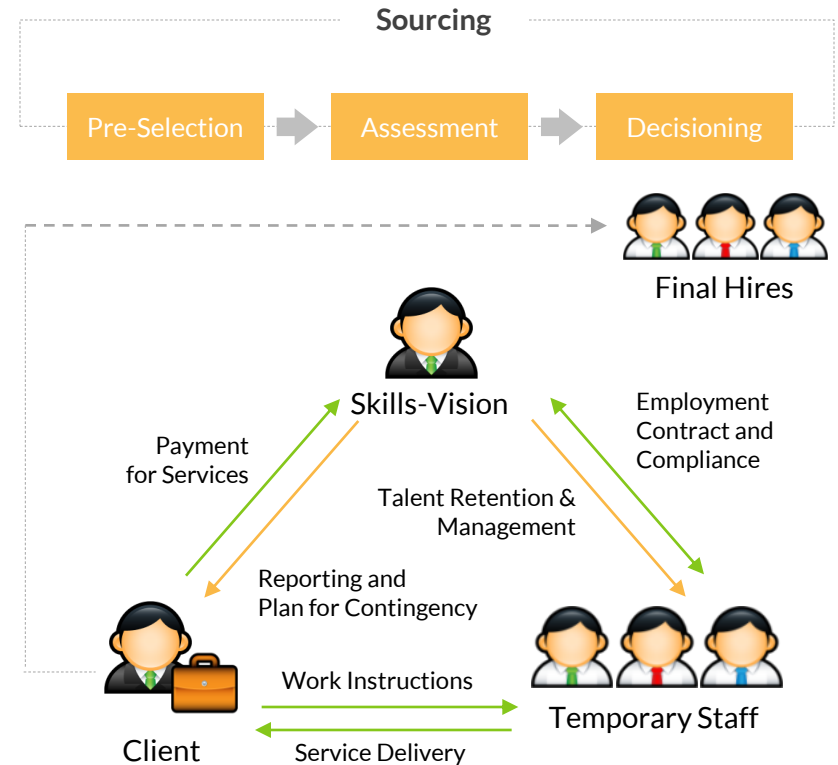 Sourcing
Pre-Selection
Assessment
Decisioning
Final Hires
Skills-Vision
Employment
Contract and
Compliance
Payment
for Services
Talent Retention &
Management
Reporting and
Plan for Contingency
Work Instructions
Temporary Staff
Client
Service Delivery